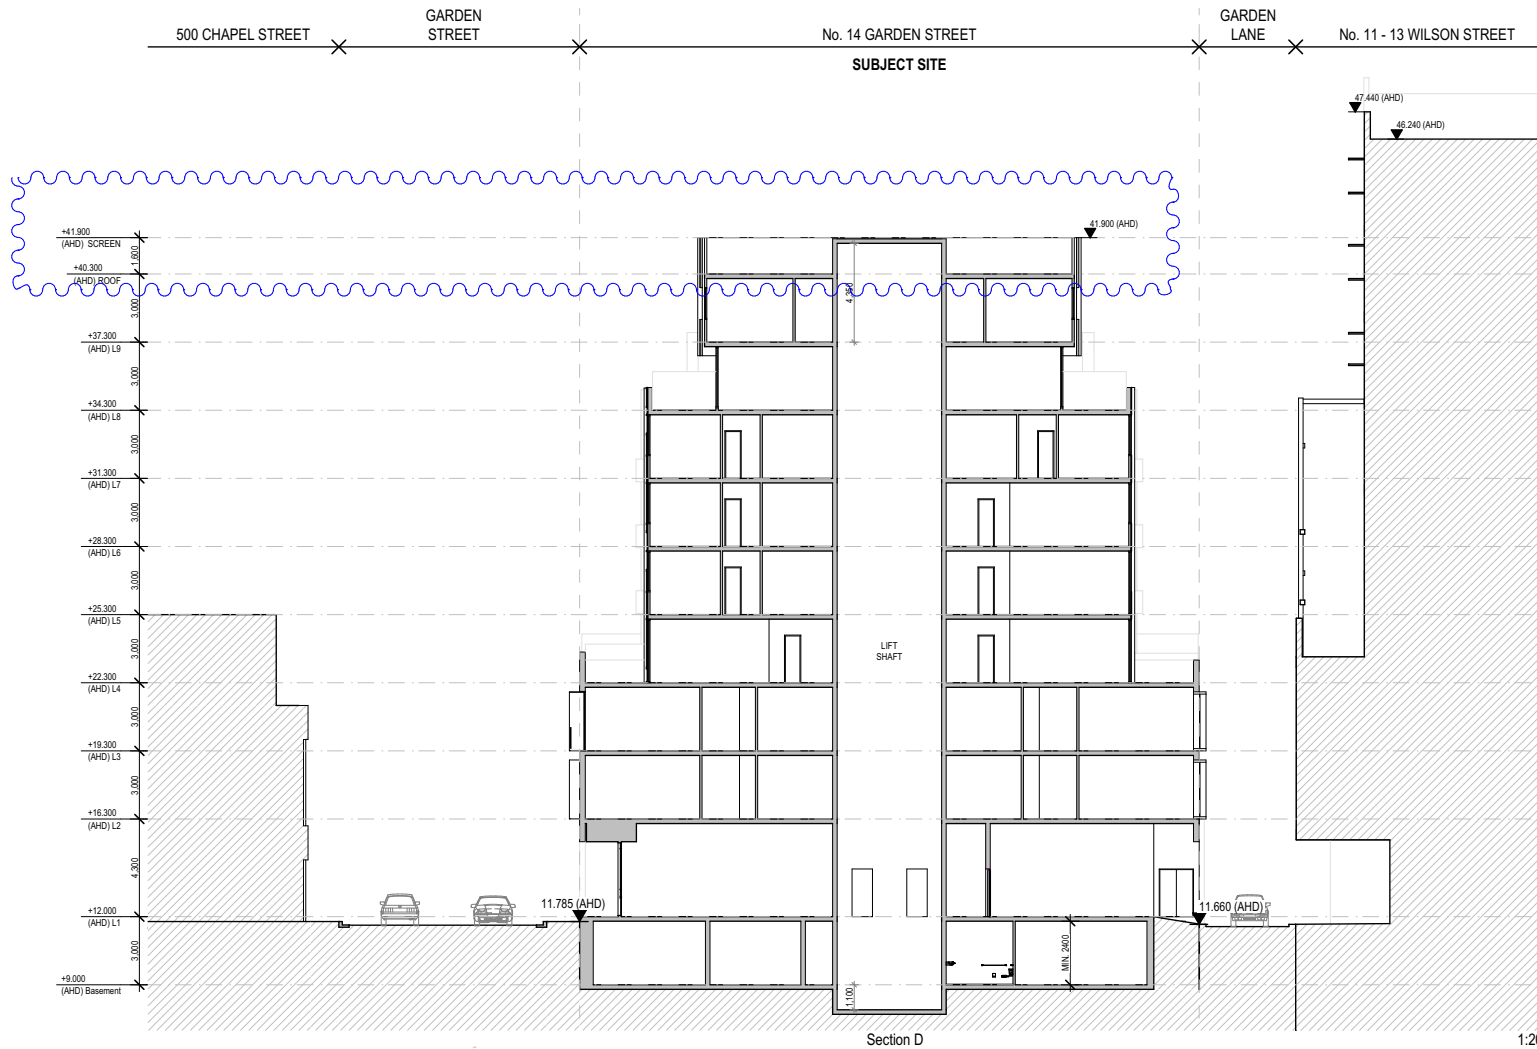 500 CHAPEL STREET
GARDEN
STREET
No. 14 GARDEN STREET
SUBJECT SITE
GARDEN
LANE
No. 11 - 13 WILSON STREET
47.440 (AHD)
46.240 (AHD)
+41.900
(AHD) SCREEN
41.900 (AHD)
1.600
+40.300
(AHD) ROOF
3.000
4.350
+37.300
(AHD) L9
3.000
+34.300
(AHD) L8
3.000
+31.300
(AHD) L7
3.000
+28.300
(AHD) L6
3.000
+25.300
(AHD) L5
3.000
LIFT
SHAFT
+22.300
(AHD) L4
3.000
+19.300
(AHD) L3
3.000
+16.300
(AHD) L2
4.300
11.785 (AHD)
11.660 (AHD)
+12.000
(AHD) L1
3.000
MIN. 2400
+9.000
(AHD) Basement
1.100
Section D